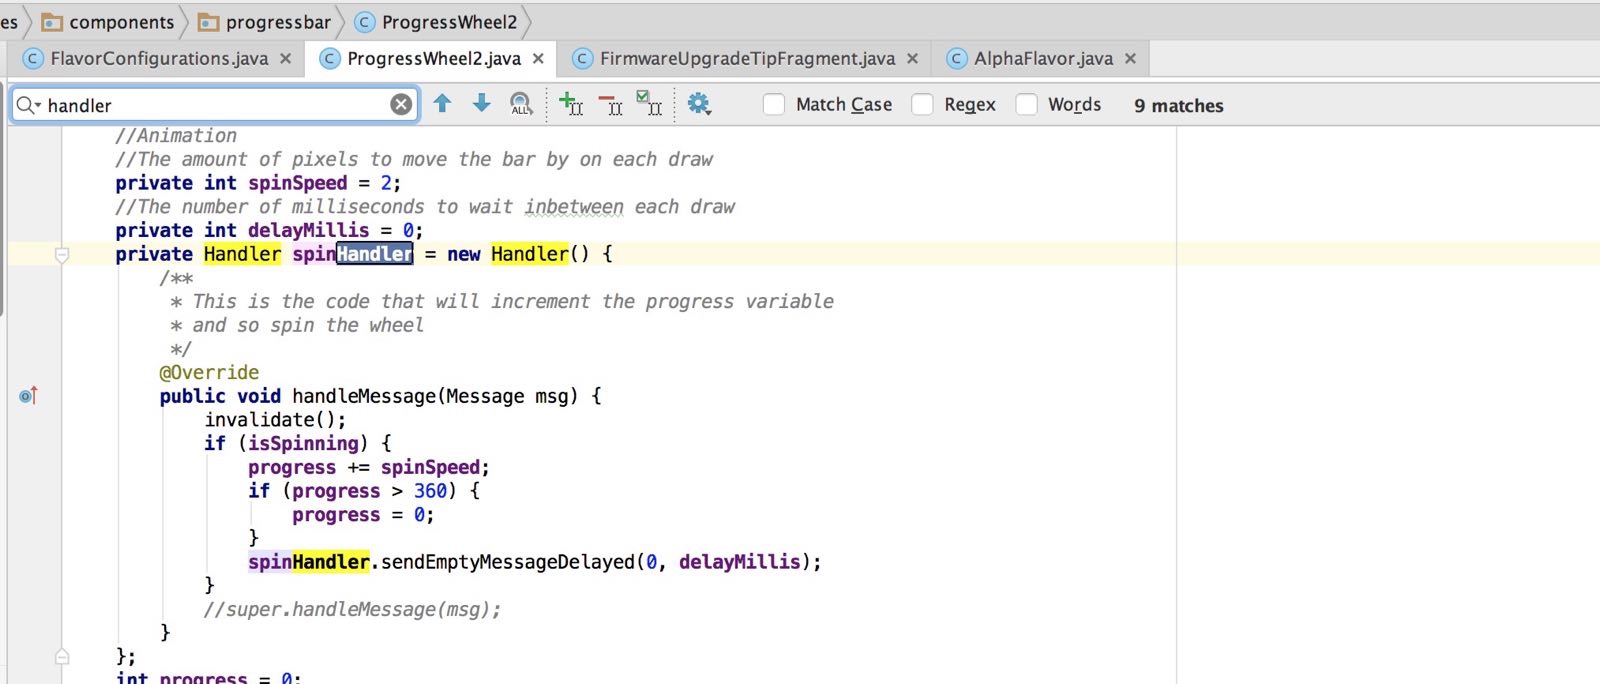 es components progressbar ProgressWheel2
FlavorConfigurations.java ProgressWheel2.java FirmwareUpgradeTipFragment.java AlphaFlavor.java
handler ALL Match Case Regex Words 9 matches
//Animation
//The amount of pixels to move the bar by on each draw
private int spinSpeed = 2;
//The number of milliseconds to wait inbetween each draw
private int delayMillis = 0;
private Handler spinHandler = new Handler() {
/**
* This is the code that will increment the progress variable
* and so spin the wheel
*/
@Override
public void handleMessage(Message msg) {
invalidate();
if (isSpinning) {
progress += spinSpeed;
if (progress > 360) {
progress = 0;
}
spinHandler.sendEmptyMessageDelayed(0, delayMillis);
}
//super.handleMessage(msg);
}
};
int progress = 0;